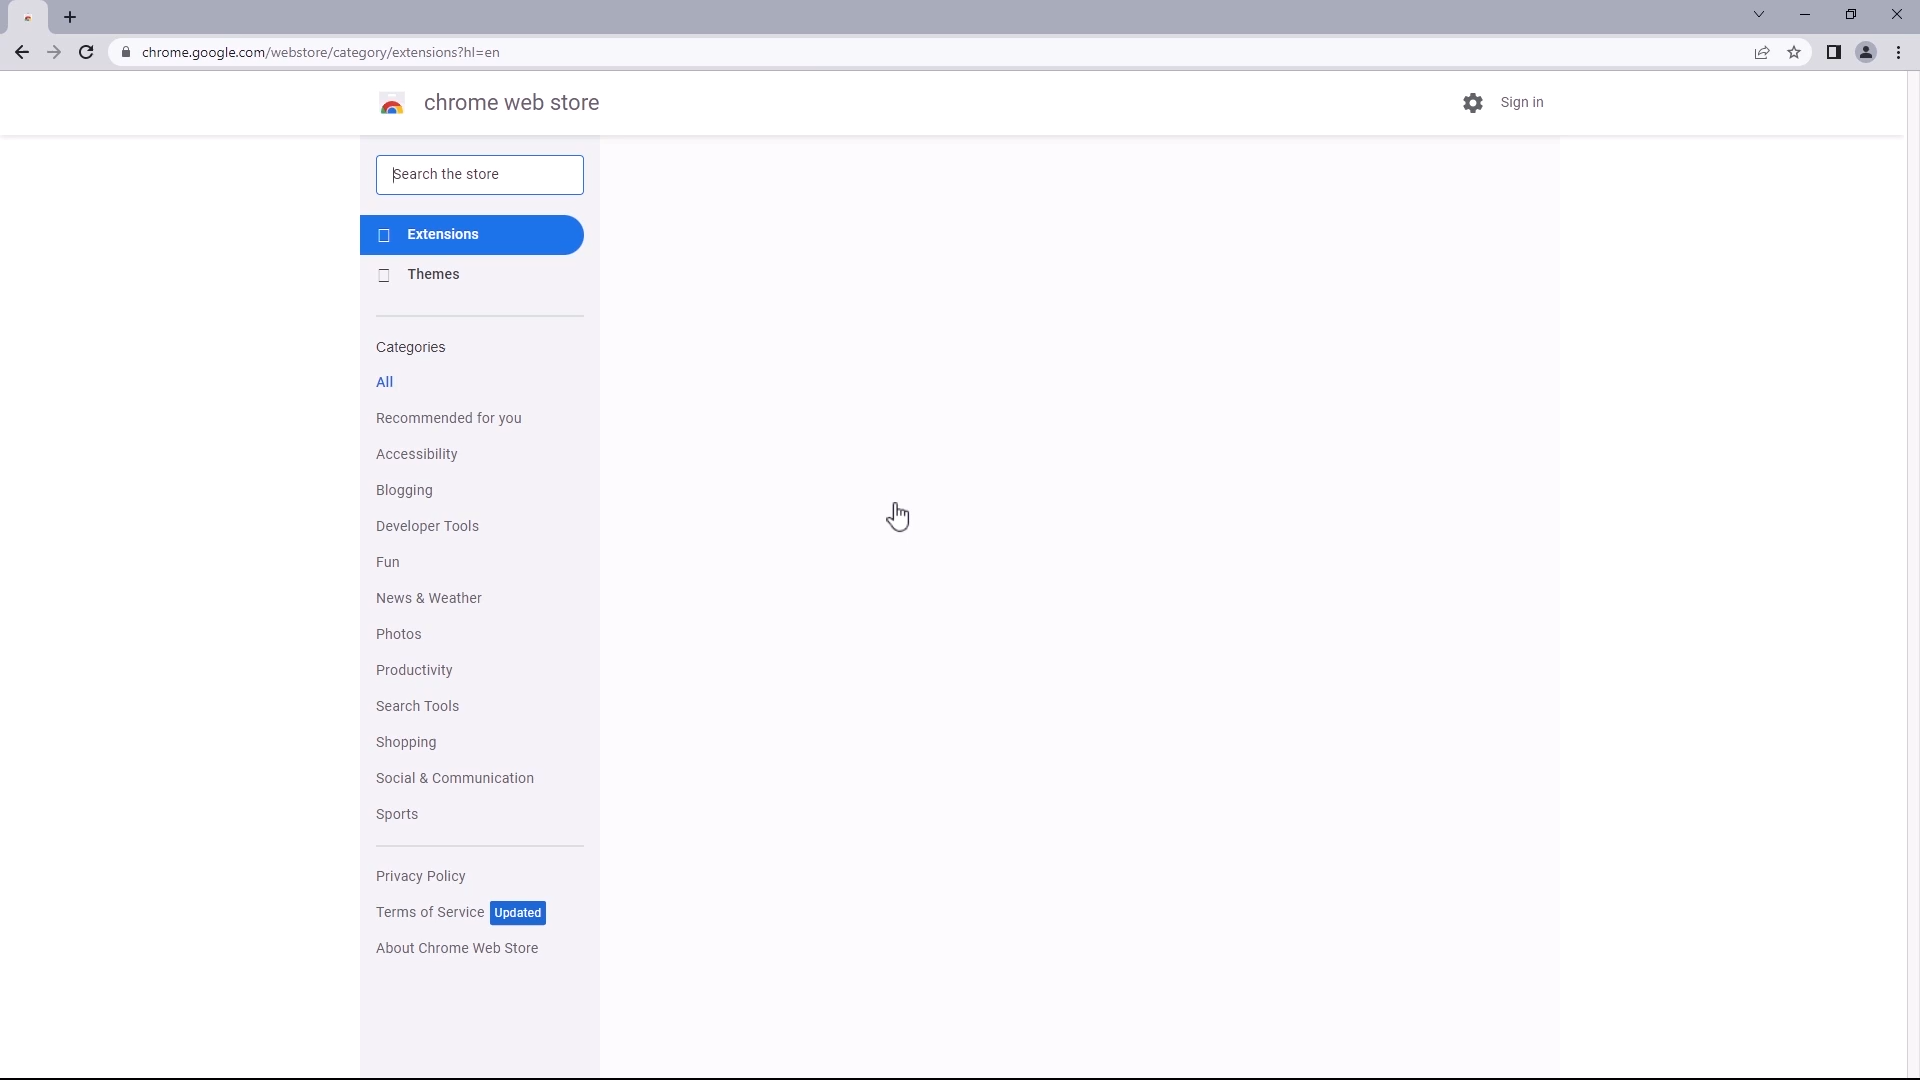 chrome.google.com/webstore/category/extensions?hl=en
chrome web store
Sign in
Search the store
Extensions
Themes
Categories
All
Recommended for you
Accessibility
Blogging
Developer Tools
Fun
News & Weather
Photos
Productivity
Search Tools
Shopping
Social & Communication
Sports
Privacy Policy
Terms of Service Updated
About Chrome Web Store